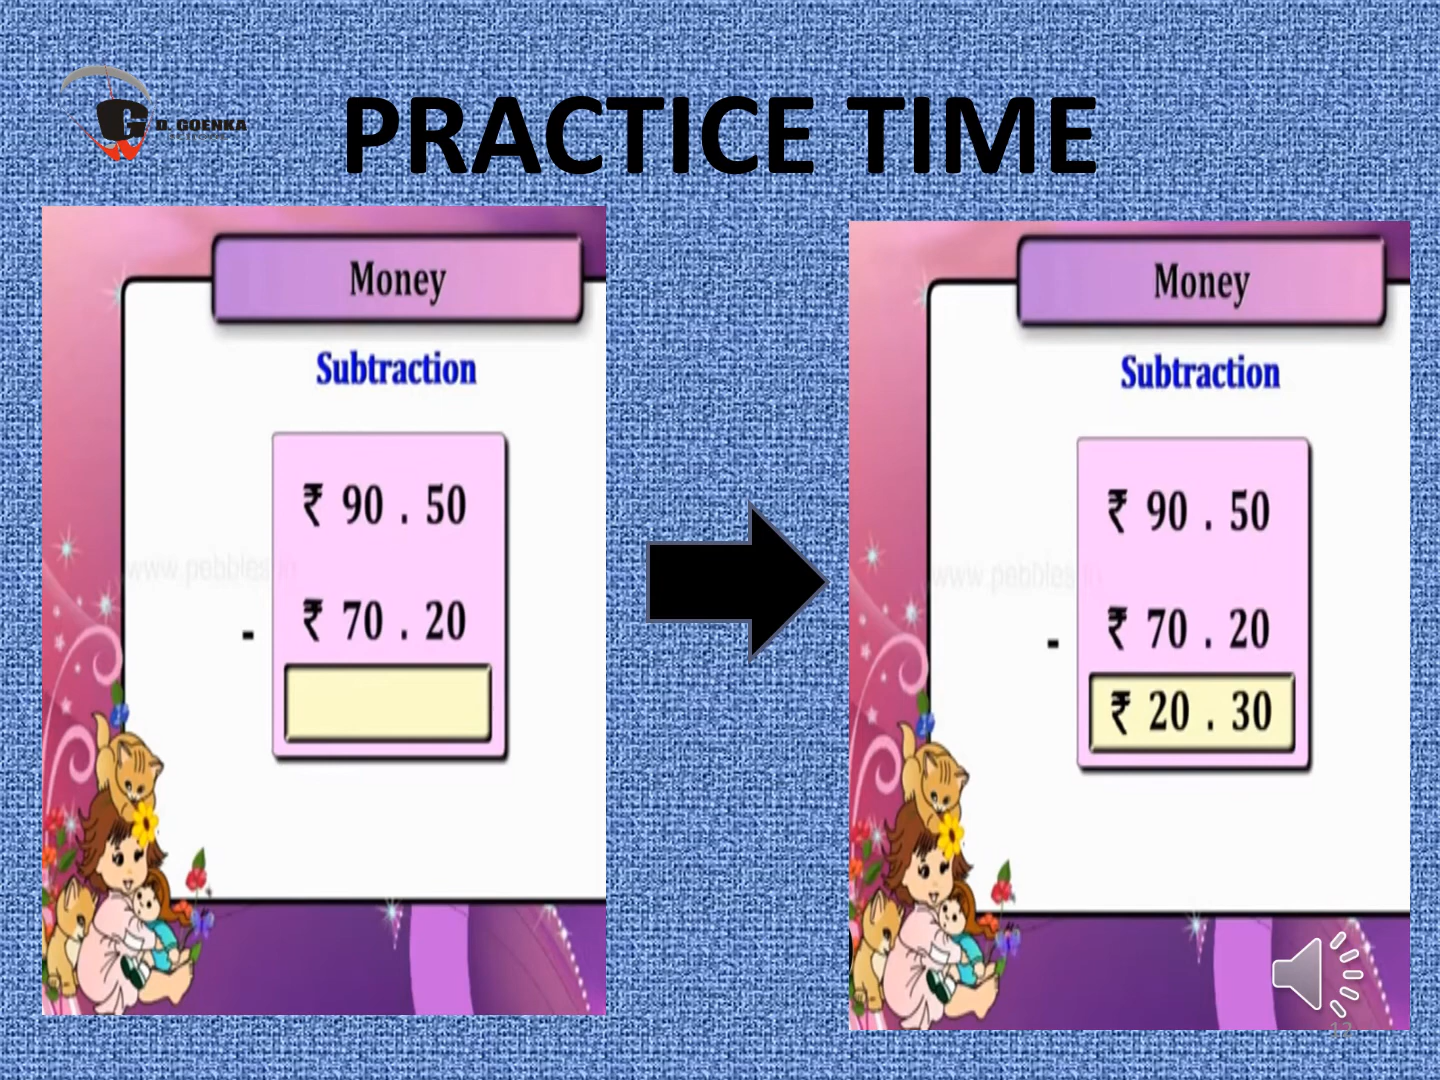 D. GOENKA
PRACTICE TIME
Money
Subtraction
₹ 90 . 50
www.pebbles.in
- ₹ 70 . 20
Money
Subtraction
₹ 90 . 50
www.pebbles.in
- ₹ 70 . 20
₹ 20 . 30